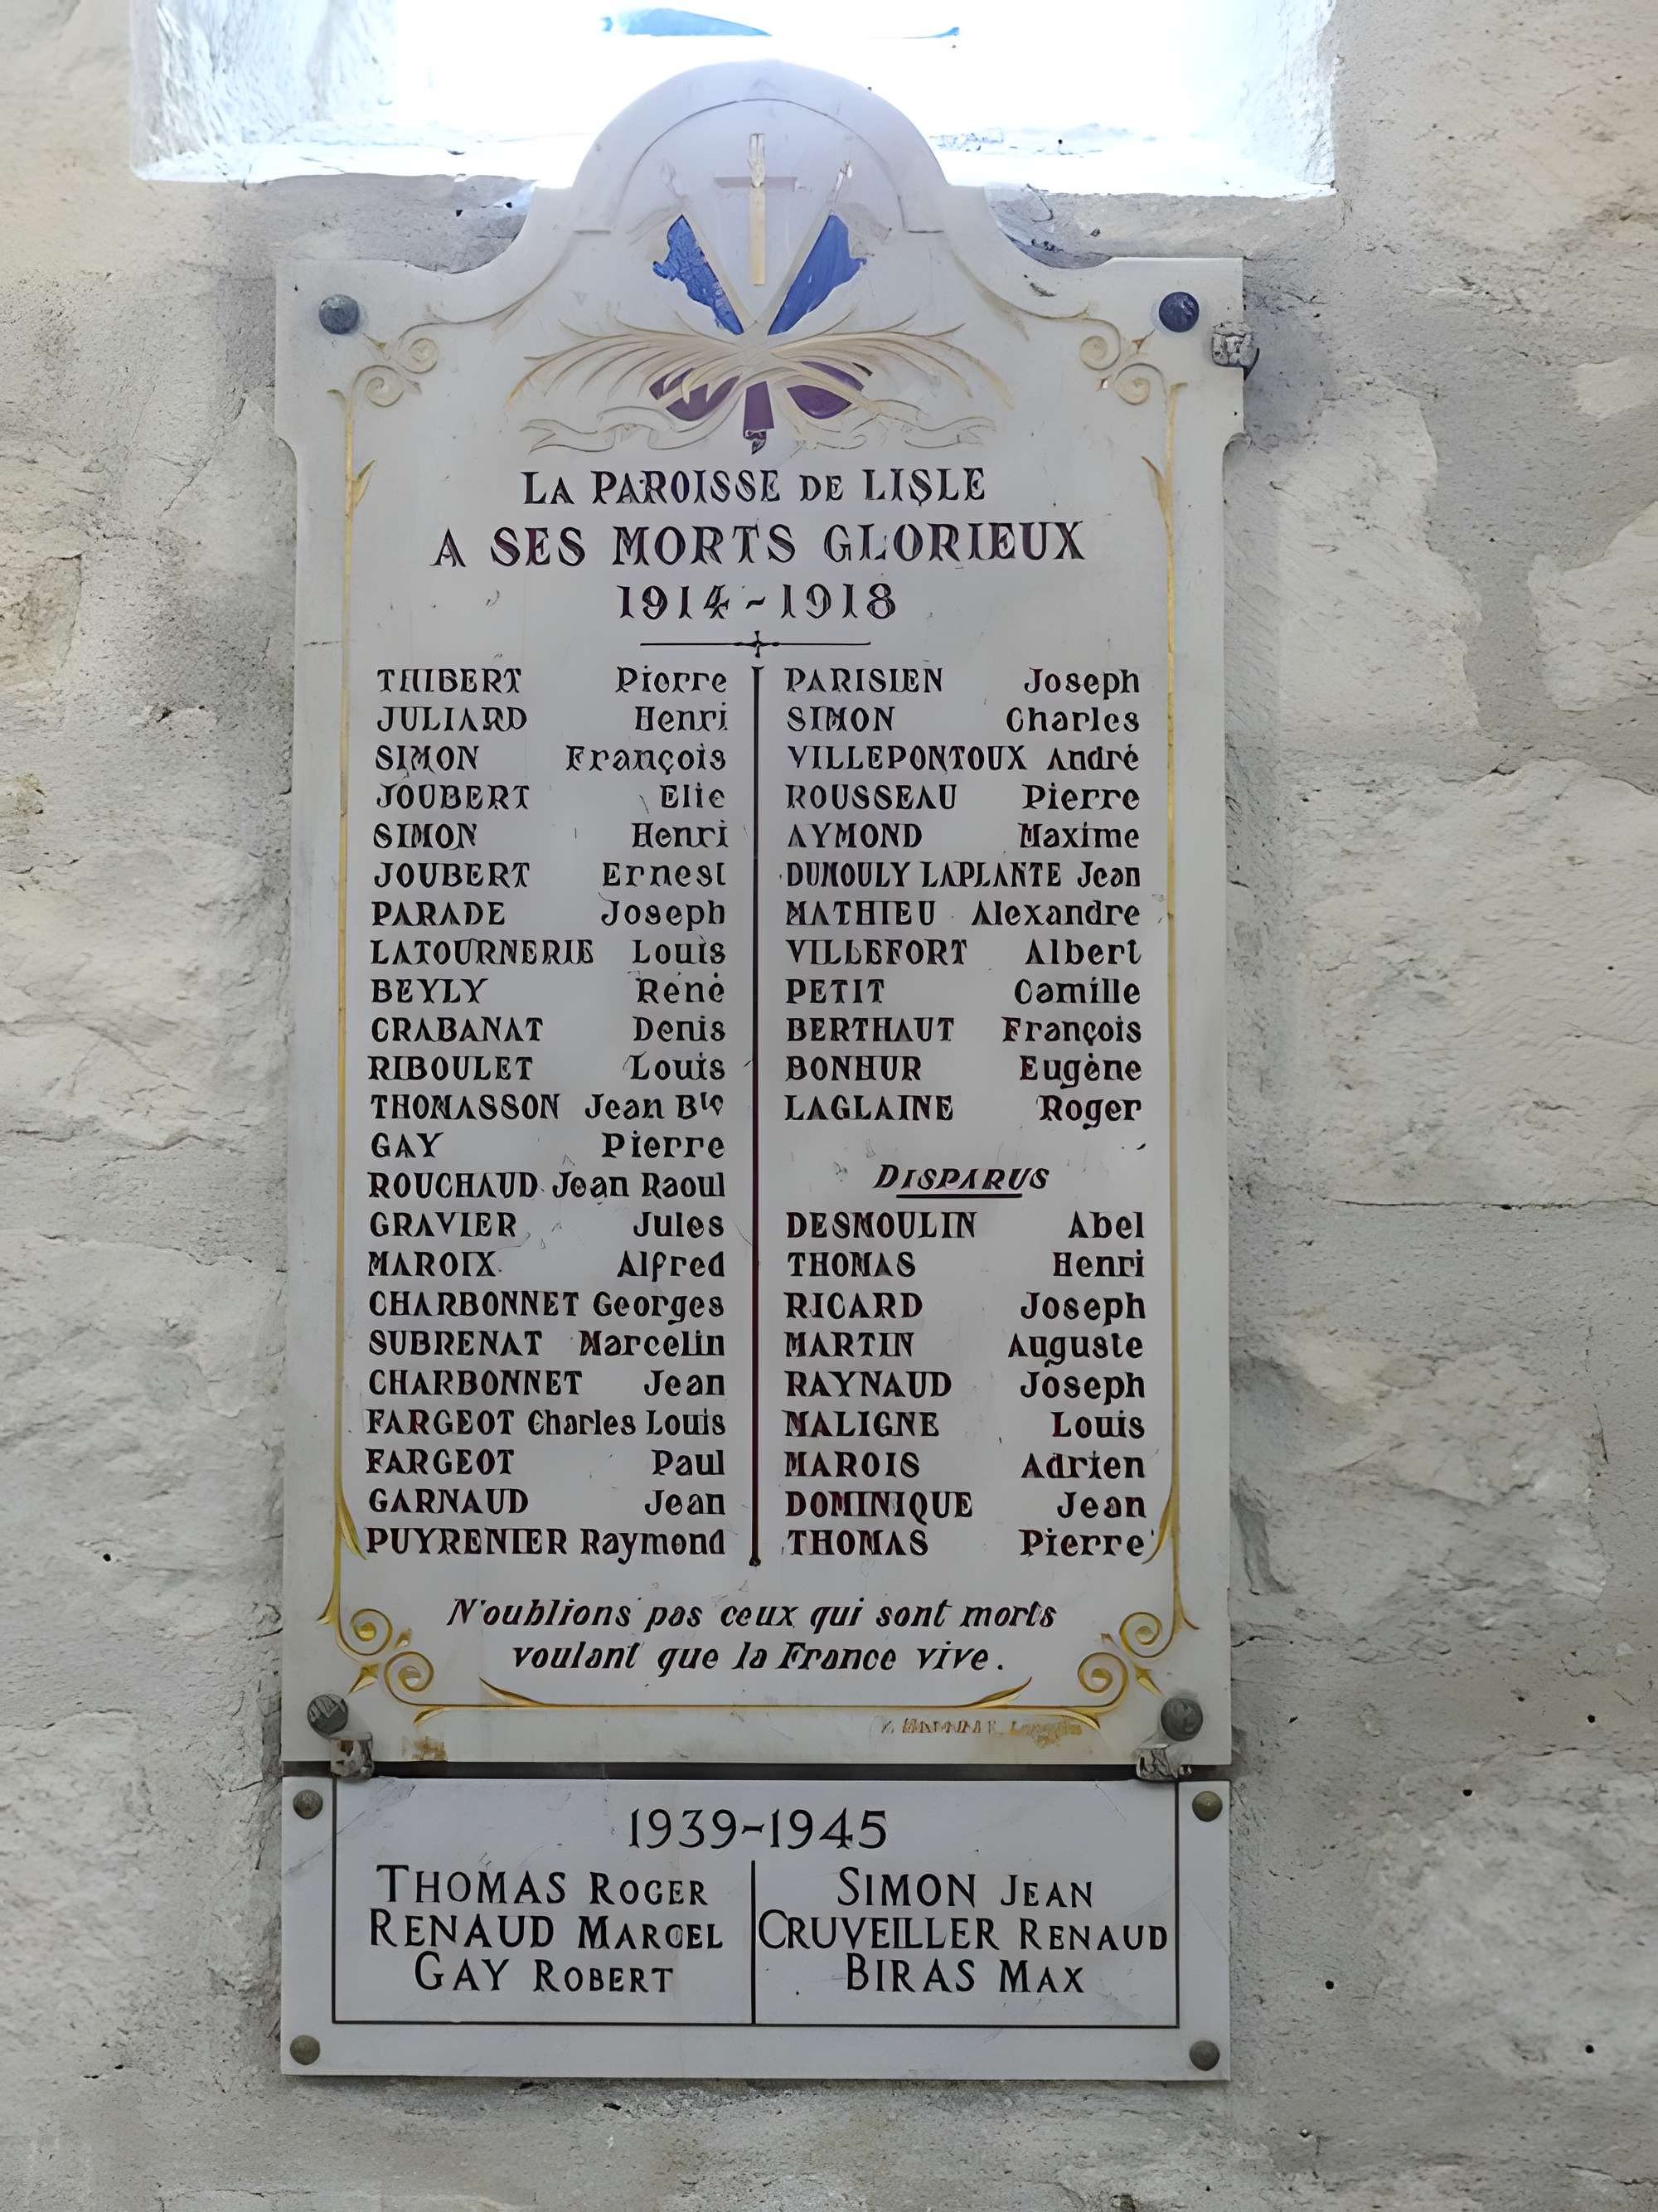 LA PAROISSE DE LISLE
A SES MORTS GLORIEUX
1914-1918
THIBERT Pierre
JULIARD Henri
SIMON François
JOUBERT Elie
SIMON Henri
JOUBERT Ernest
PARADE Joseph
LATOURNERIE Louis
BEYLY René
CRABANAT Denis
RIBOULET Louis
THOMASSON Jean Bte
GAY Pierre
ROUCHAUD Jean Raoul
GRAVIER Jules
MAROIX Alfred
CHARBONNET Georges
SUBRENAT Marcelin
CHARBONNET Jean
FARGEOT Charles Louis
FARGEOT Paul
GARNAUD Jean
PUYRENIER Raymond
PARISIEN Joseph
SIMON Charles
VILLEPONTOUX André
ROUSSEAU Pierre
AYMOND Maxime
DUMOULY LAPLANTE Jean
MATHIEU Alexandre
VILLEFORT Albert
PETIT Camille
BERTHAUT François
BONHUR Eugène
LAGLAINE Roger
DISPARUS
DESMOULIN Abel
THOMAS Henri
RICARD Joseph
MARTIN Auguste
RAYNAUD Joseph
MALIGNE Louis
MAROIS Adrien
DOMINIQUE Jean
THOMAS Pierre
N'oublions pas ceux qui sont morts
voulant que la France vive.
1939-1945
THOMAS ROGER
RENAUD MARCEL
GAY ROBERT
SIMON JEAN
CRUVEILLER RENAUD
BIRAS MAX